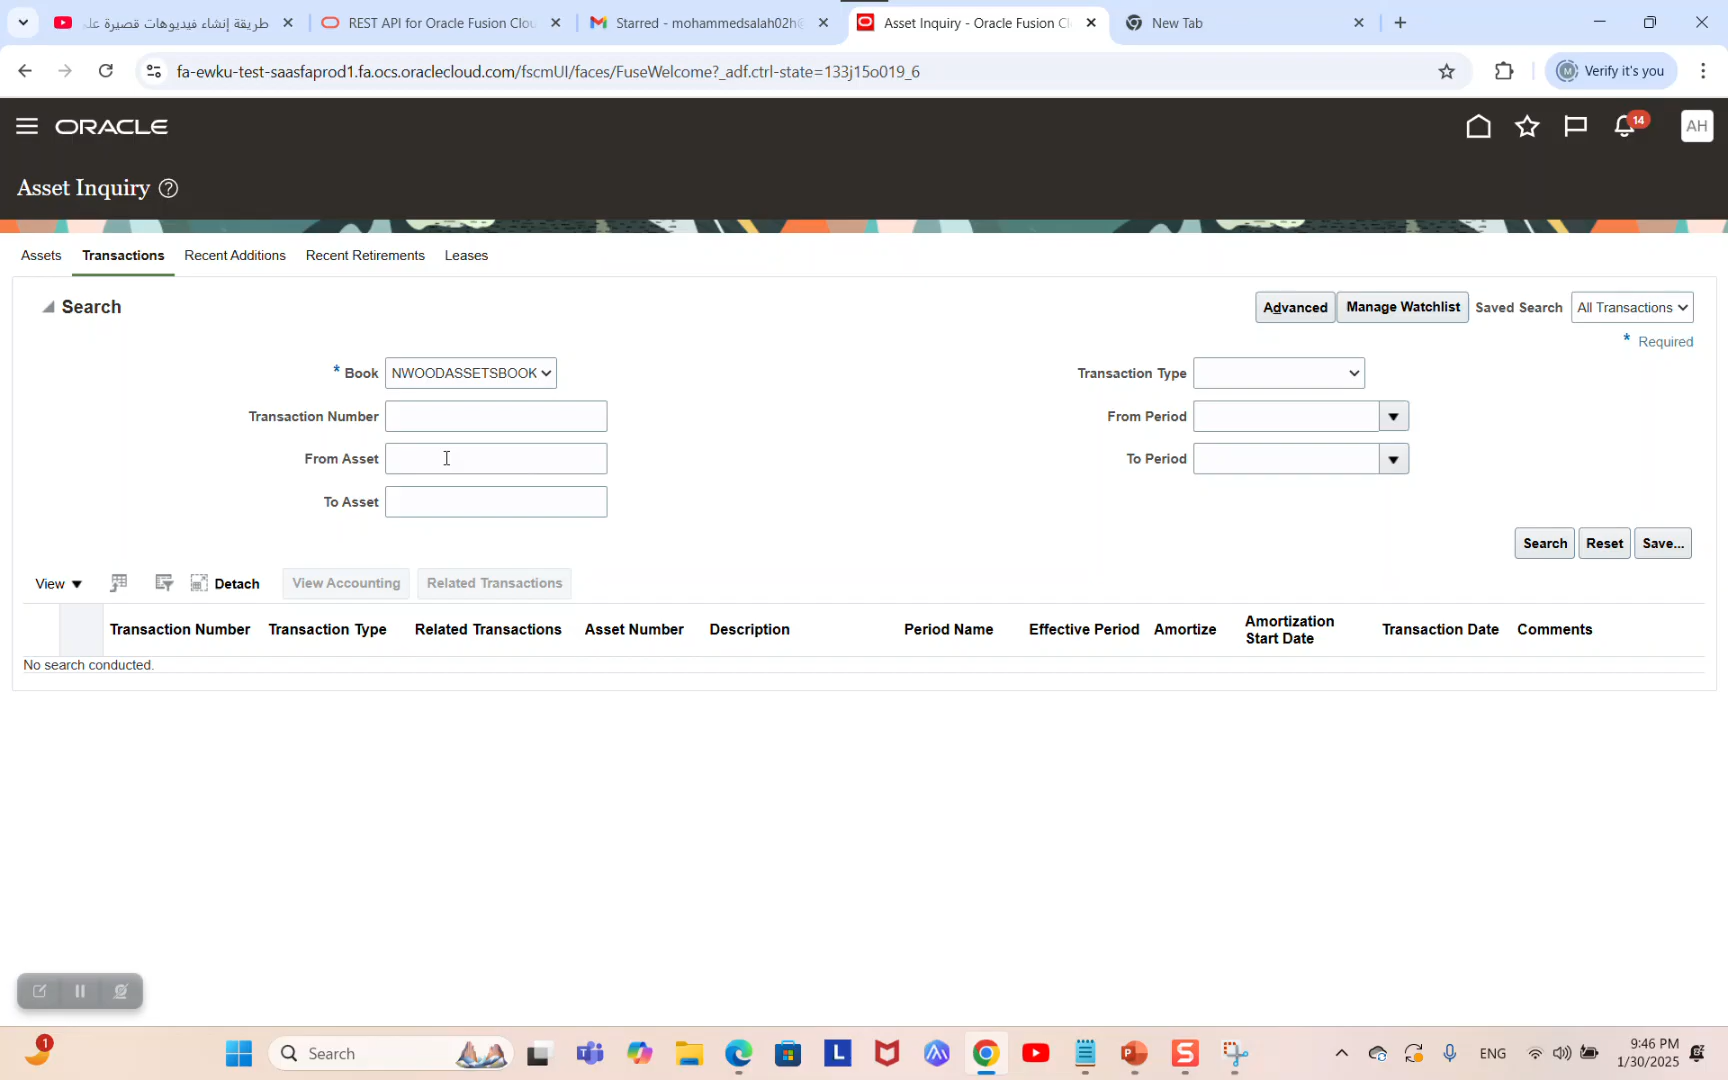 طريقة إنشاء فيديوهات قصيرة علـ
REST API for Oracle Fusion Clou
Starred - mohammedsalah02h@
Asset Inquiry - Oracle Fusion Cl
New Tab
fa-ewku-test-saasfaprod1.fa.ocs.oraclecloud.com/fscmUI/faces/FuseWelcome?_adf.ctrl-state=133j15o019_6
M
Verify it's you
ORACLE
14
AH
Asset Inquiry ?
Assets
Transactions
Recent Additions
Recent Retirements
Leases
Search
Advanced
Manage Watchlist
Saved Search
All Transactions
* Required
* Book
NWOODASSETSBOOK
Transaction Type
Transaction Number
From Period
From Asset
To Period
To Asset
Search
Reset
Save...
View
Detach
View Accounting
Related Transactions
Transaction Number
Transaction Type
Related Transactions
Asset Number
Description
Period Name
Effective Period
Amortize
Amortization
Start Date
Transaction Date
Comments
No search conducted.
1
Search
L
P
S
ENG
9:46 PM
1/30/2025